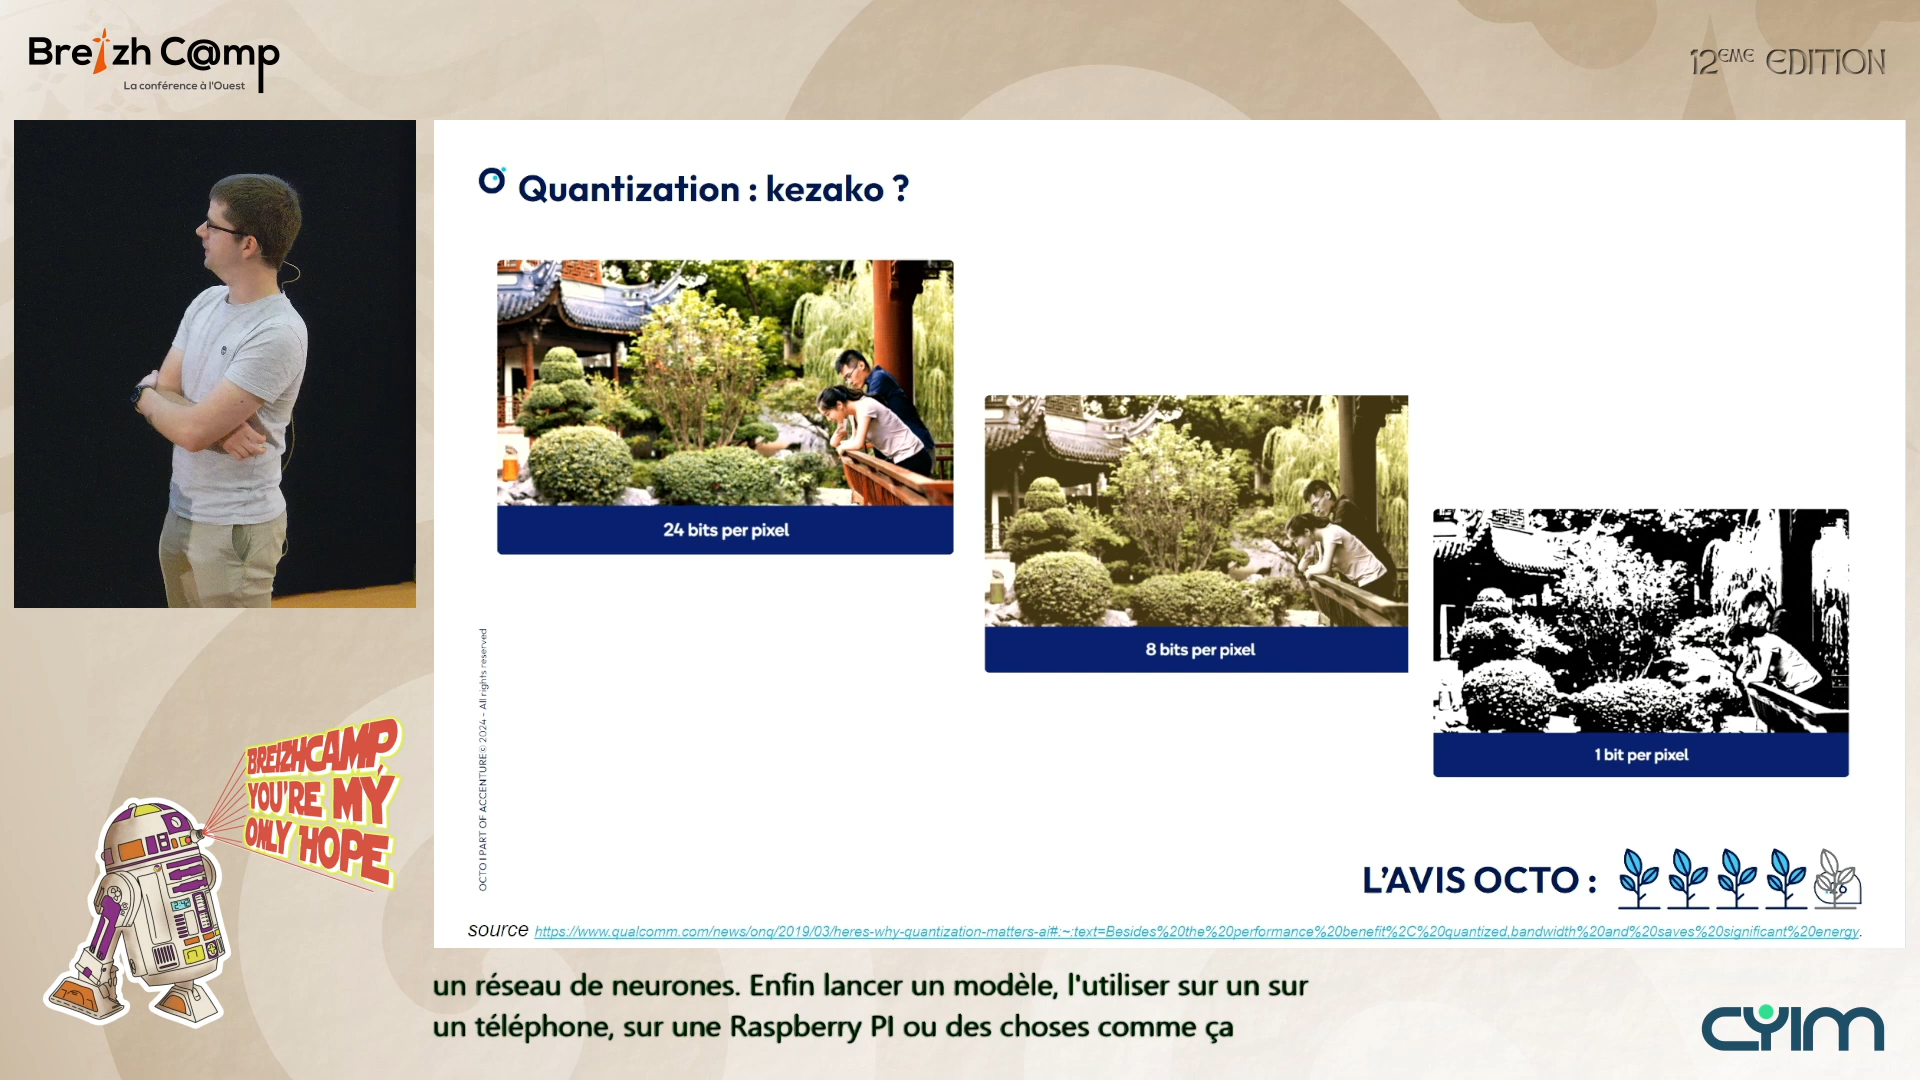 Breizh C@mp
La conférence à l'Ouest
12ÈME EDITION
Quantization : kezako ?
24 bits per pixel
8 bits per pixel
1 bit per pixel
OCTO I PART OF ACCENTURE © 2024 - All rights reserved
L'AVIS OCTO :
source https://www.qualcomm.com/news/onq/2019/03/heres-why-quantization-matters-ai#:~:text=Besides%20the%20performance%20benefit%2C%20quantized,bandwidth%20and%20saves%20significant%20energy.
BREIZHCAMP,
YOU'RE MY
ONLY HOPE
un réseau de neurones. Enfin lancer un modèle, l'utiliser sur un sur
un téléphone, sur une Raspberry PI ou des choses comme ça
CYIM